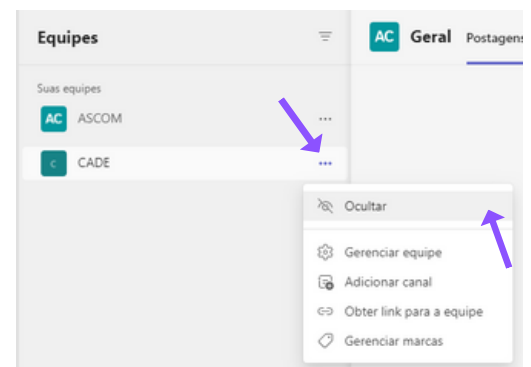 Equipes
AC Geral Postagens
Suas equipes
AC ASCOM
C CADE
Ocultar
Gerenciar equipe
Adicionar canal
Obter link para a equipe
Gerenciar marcas